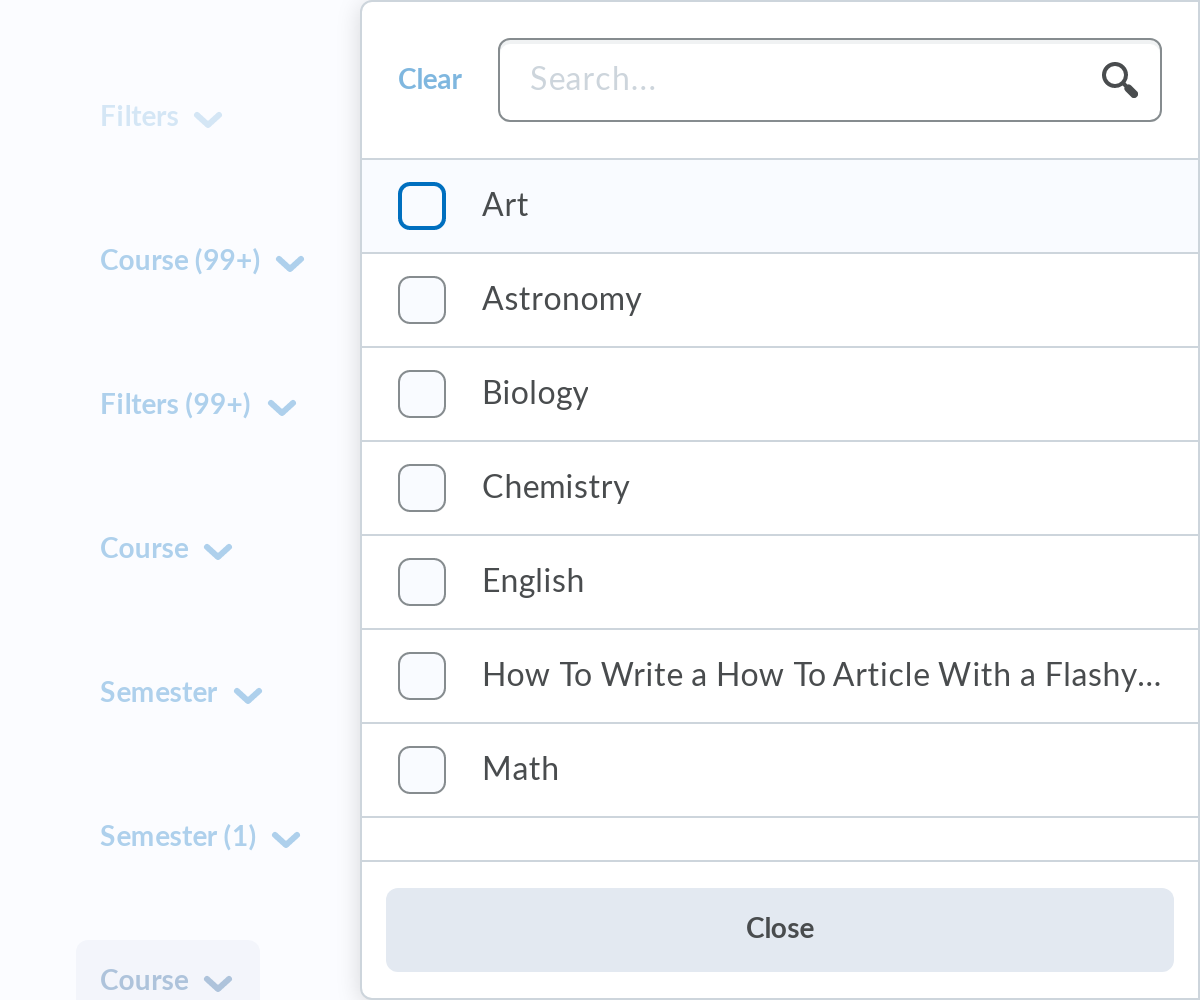 Filters
Course (99+)
Filters (99+)
Course
Semester
Semester (1)
Course
Clear
Search...
Art
Astronomy
Biology
Chemistry
English
How To Write a How To Article With a Flashy...
Math
Close